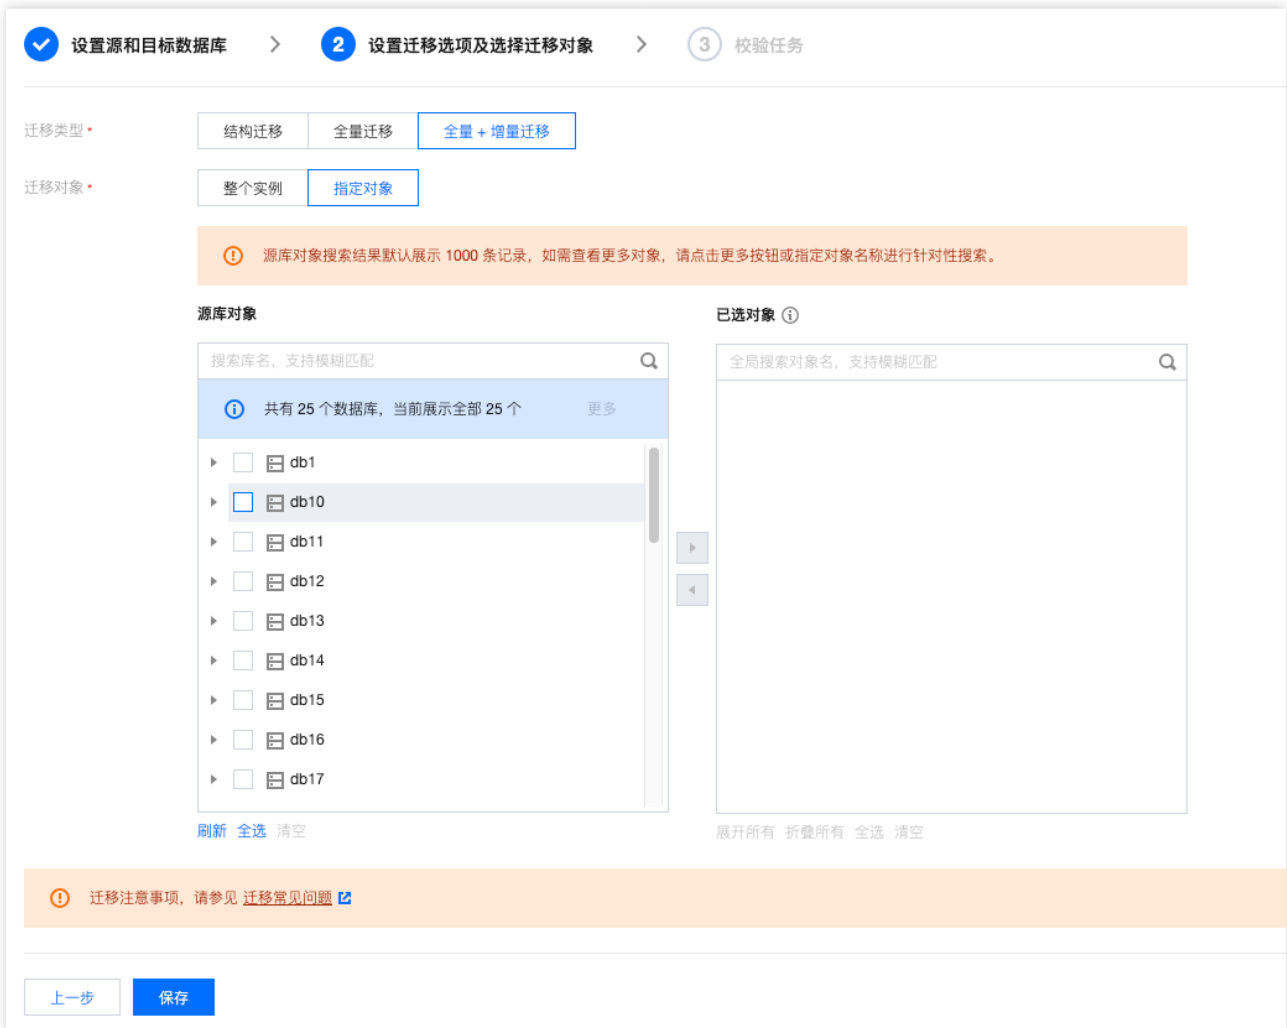 设置源和目标数据库 > 2 设置迁移选项及选择迁移对象 > 3 校验任务
迁移类型 * 结构迁移 全量迁移 全量 + 增量迁移
迁移对象 * 整个实例 指定对象
源库对象搜索结果默认展示 1000 条记录，如需查看更多对象，请点击更多按钮或指定对象名称进行针对性搜索。
源库对象
搜索库名，支持模糊匹配
共有 25 个数据库，当前展示全部 25 个 更多
db1
db10
db11
db12
db13
db14
db15
db16
db17
刷新 全选 清空
已选对象
全局搜索对象名，支持模糊匹配
展开所有 折叠所有 全选 清空
迁移注意事项，请参见 迁移常见问题
上一步 保存